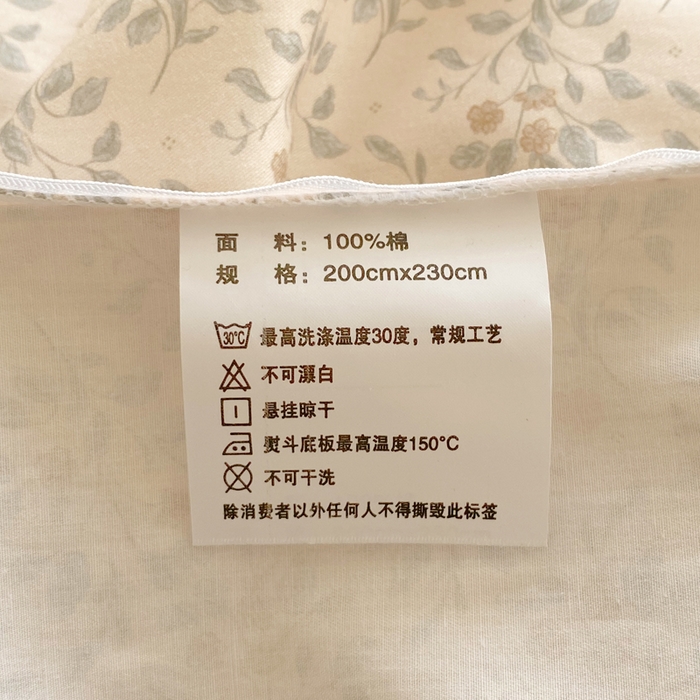 面 料：100%棉
规 格：200cmx230cm
30°C 最高洗涤温度30度，常规工艺
不可漂白
悬挂晾干
熨斗底板最高温度150°C
不可干洗
除消费者以外任何人不得撕毁此标签